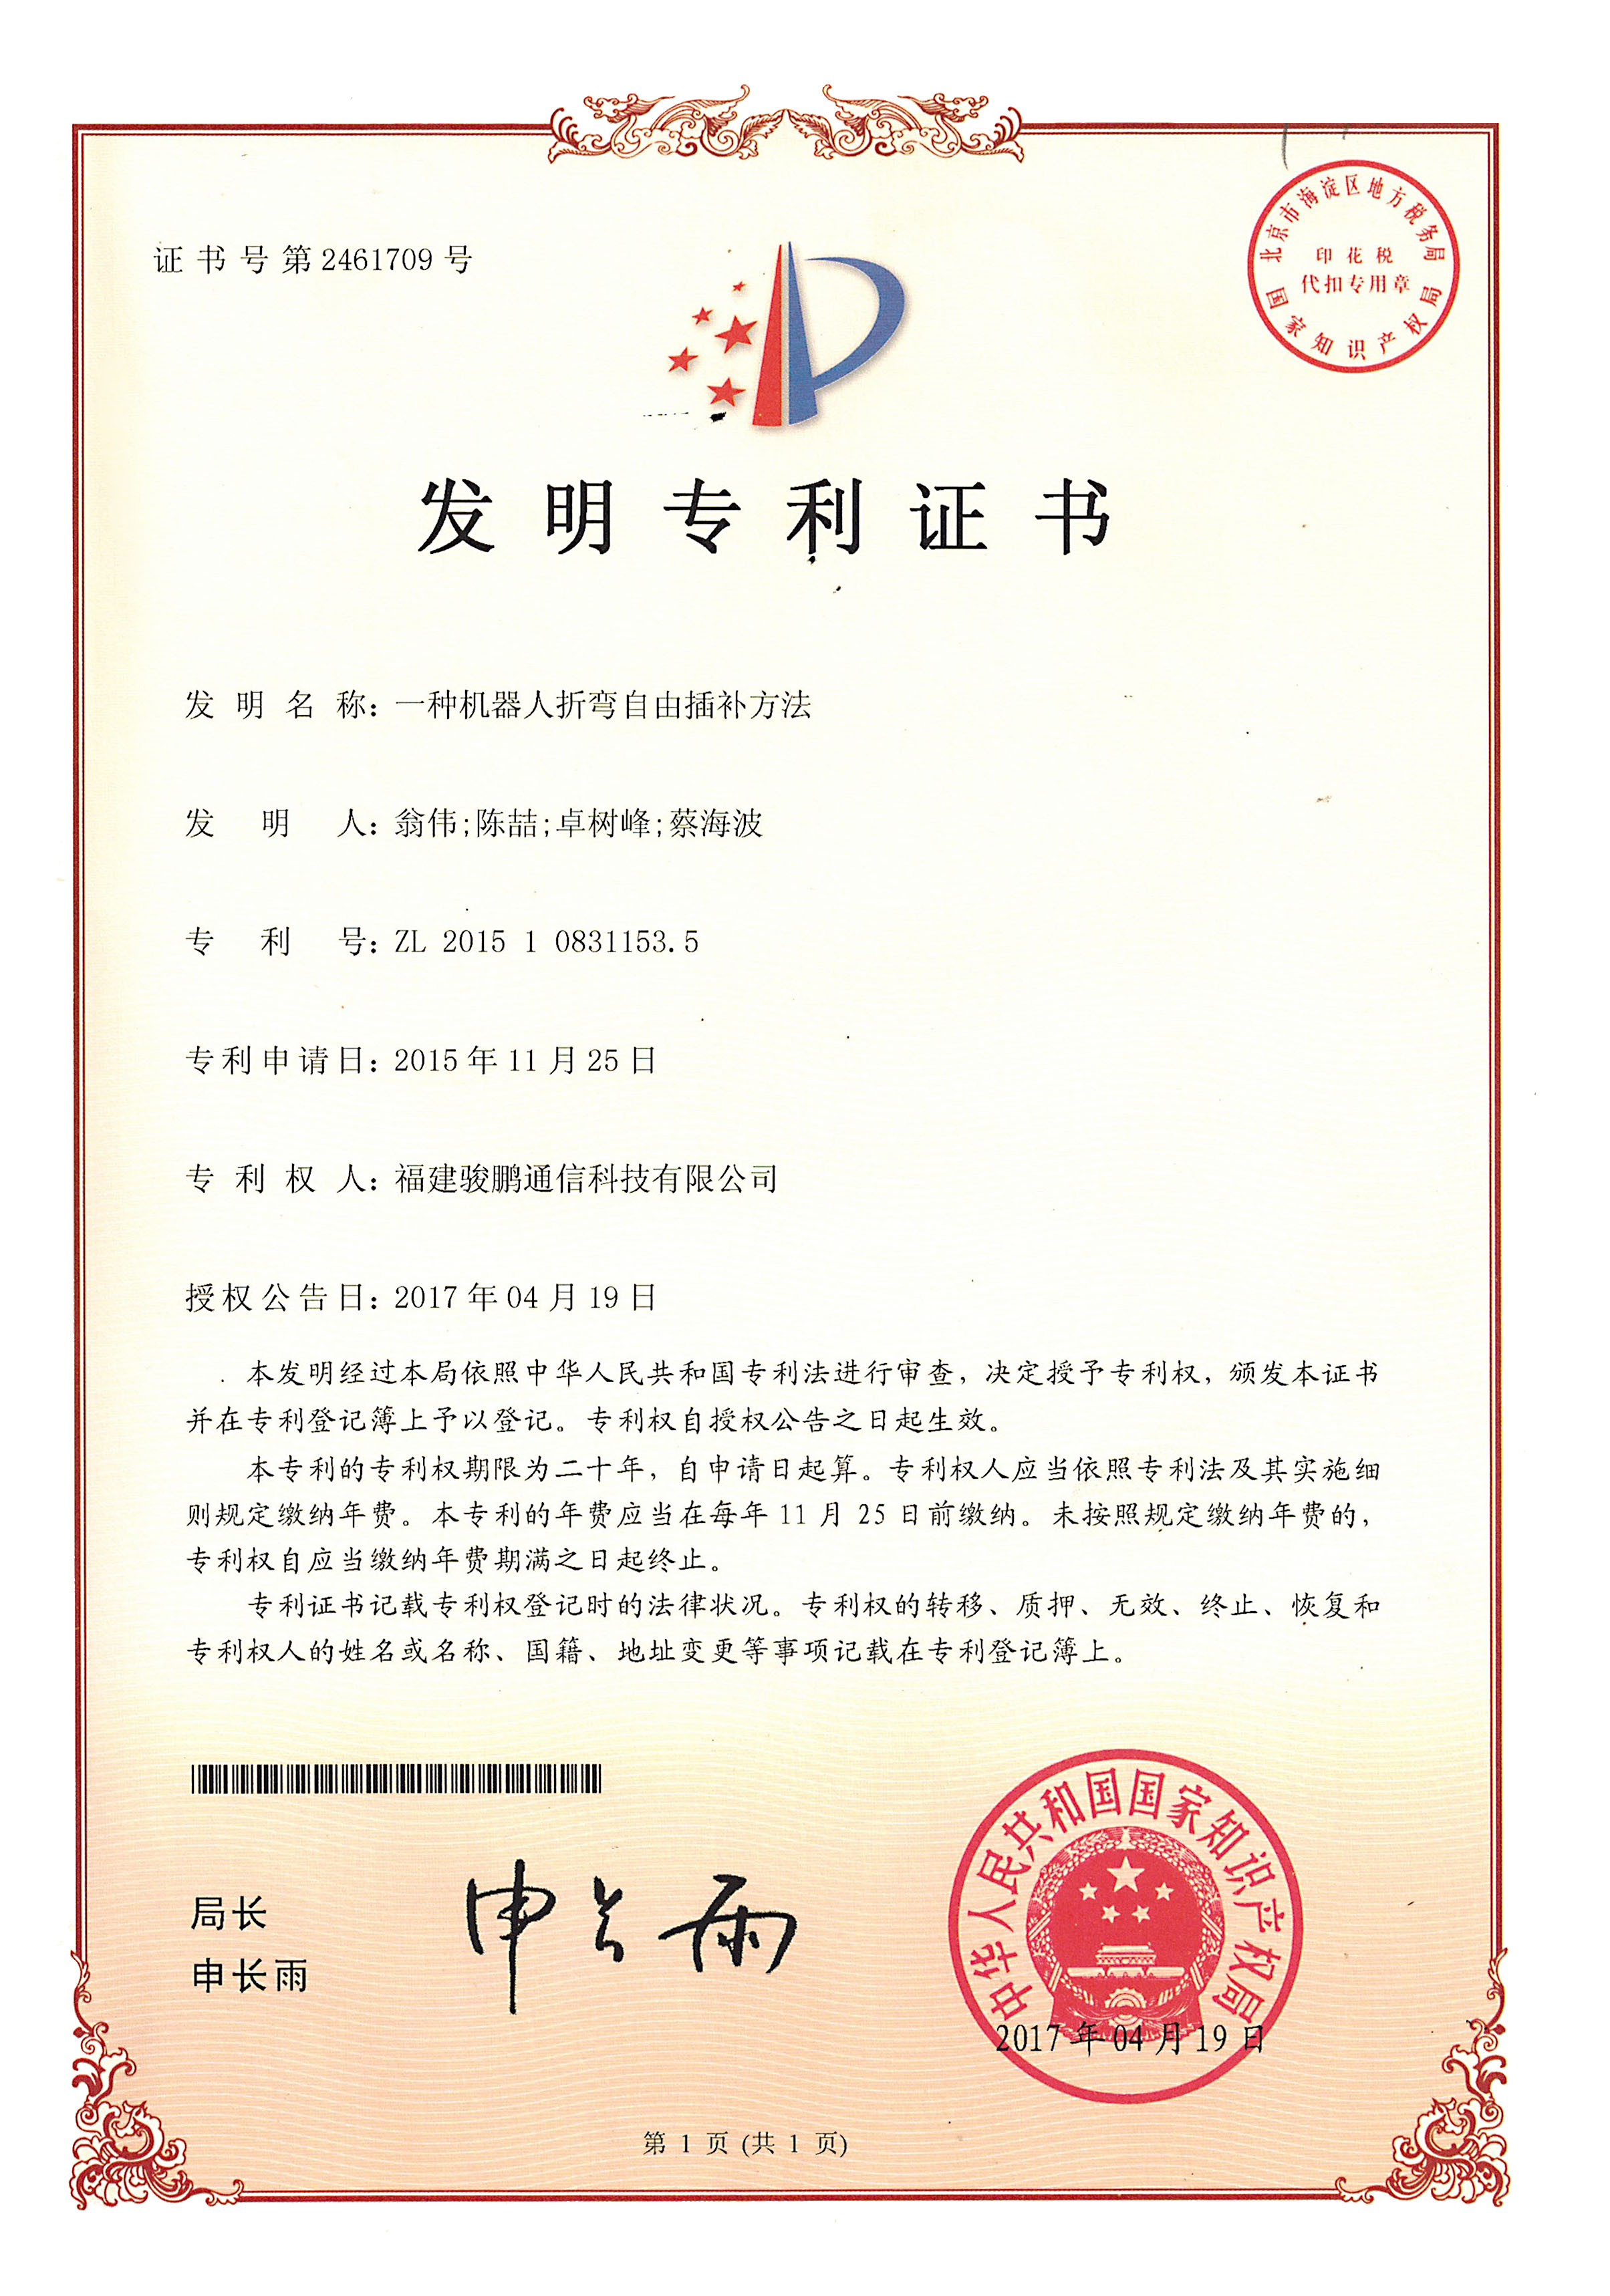 证书号第2461709号
北京市海淀区地方税务局
印花税
代扣专用章
国家知识产权局
发明专利证书
发明名称：一种机器人折弯自由插补方法
发明人：翁伟;陈喆;卓树峰;蔡海波
专利号：ZL 2015 1 0831153.5
专利申请日：2015年11月25日
专利权人：福建骏鹏通信科技有限公司
授权公告日：2017年04月19日
本发明经过本局依照中华人民共和国专利法进行审查，决定授予专利权，颁发本证书
并在专利登记簿上予以登记。专利权自授权公告之日起生效。
本专利的专利权期限为二十年，自申请日起算。专利权人应当依照专利法及其实施细
则规定缴纳年费。本专利的年费应当在每年11月25日前缴纳。未按照规定缴纳年费的，
专利权自应当缴纳年费期满之日起终止。
专利证书记载专利权登记时的法律状况。专利权的转移、质押、无效、终止、恢复和
专利权人的姓名或名称、国籍、地址变更等事项记载在专利登记簿上。
局长
申长雨
申长雨
中华人民共和国国家知识产权局
2017年04月19日
第1页(共1页)